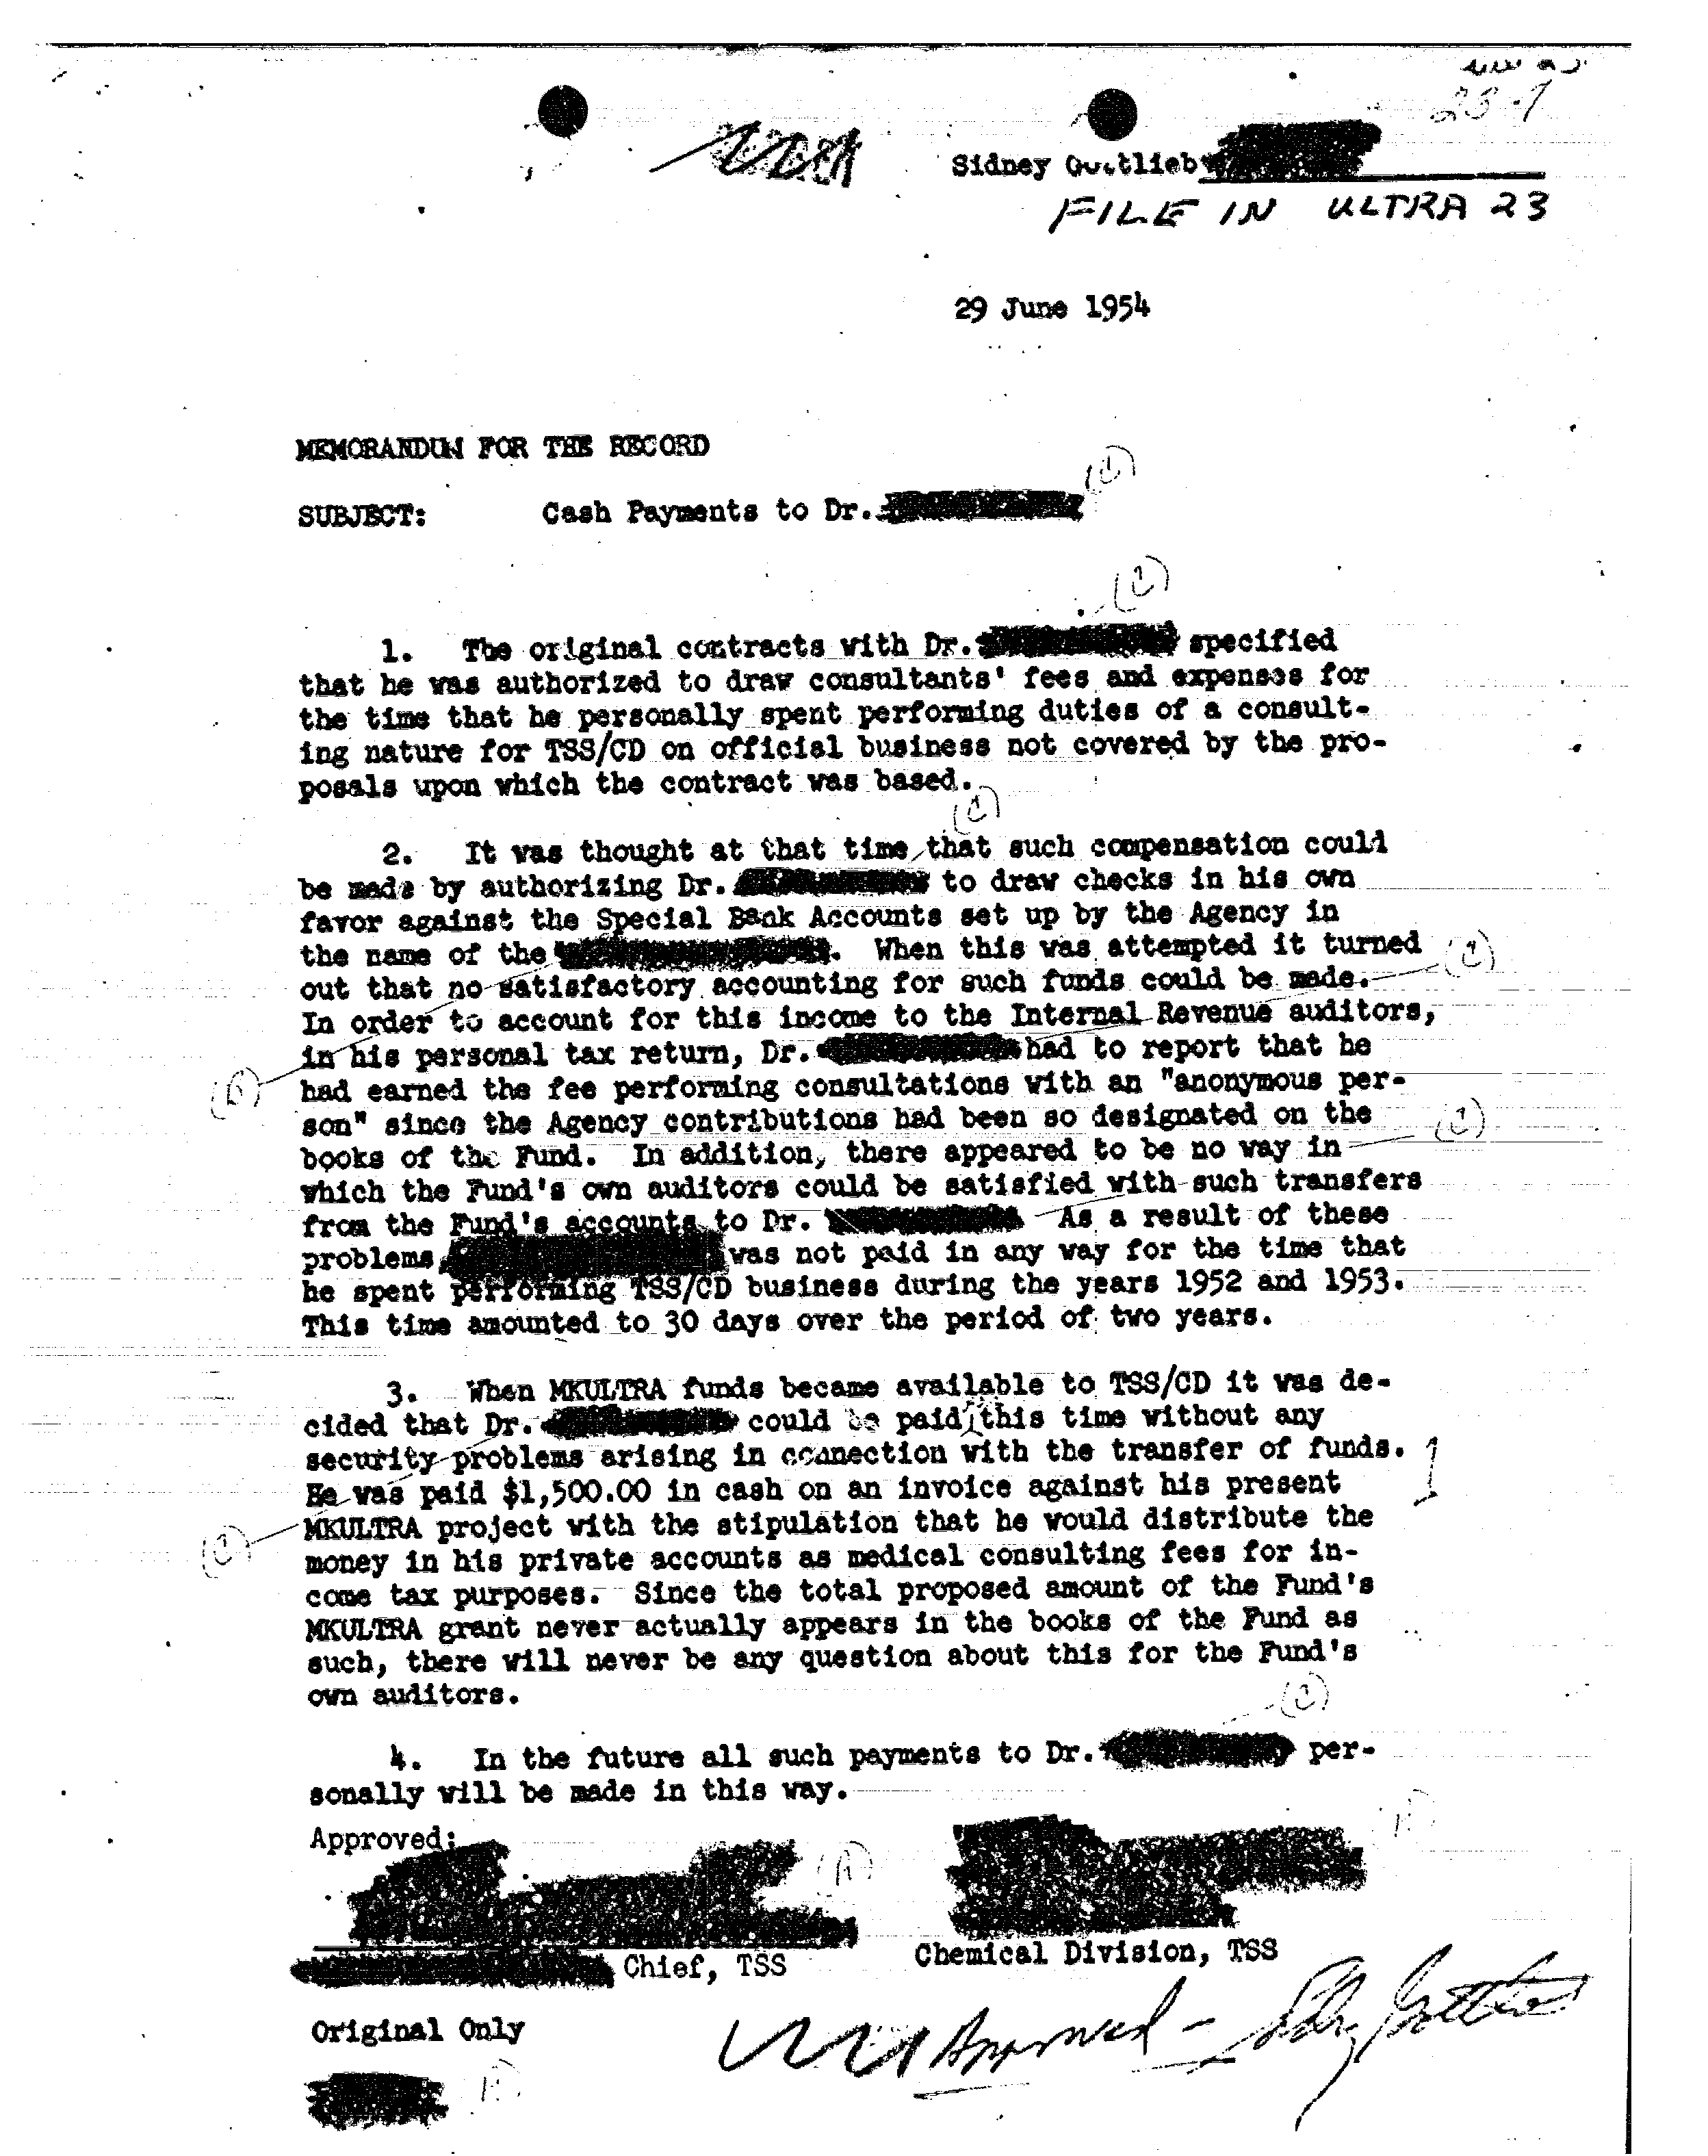 23-1
Sidney Gottlieb
FILE IN ULTRA 23
29 June 1954
MEMORANDUM FOR THE RECORD
SUBJECT: Cash Payments to Dr.
1. The original contracts with Dr. specified
that he was authorized to draw consultants' fees and expenses for
the time that he personally spent performing duties of a consult-
ing nature for TSS/CD on official business not covered by the pro-
posals upon which the contract was based.
2. It was thought at that time that such compensation could
be made by authorizing Dr. to draw checks in his own
favor against the Special Bank Accounts set up by the Agency in
the name of the . When this was attempted it turned
out that no satisfactory accounting for such funds could be made.
In order to account for this income to the Internal Revenue auditors,
in his personal tax return, Dr. had to report that he
had earned the fee performing consultations with an "anonymous per-
son" since the Agency contributions had been so designated on the
books of the Fund. In addition, there appeared to be no way in
which the Fund's own auditors could be satisfied with such transfers
from the Fund's accounts to Dr. As a result of these
problems was not paid in any way for the time that
he spent performing TSS/CD business during the years 1952 and 1953.
This time amounted to 30 days over the period of two years.
3. When MKULTRA funds became available to TSS/CD it was de-
cided that Dr. could be paid this time without any
security problems arising in connection with the transfer of funds.
He was paid $1,500.00 in cash on an invoice against his present
MKULTRA project with the stipulation that he would distribute the
money in his private accounts as medical consulting fees for in-
come tax purposes. Since the total proposed amount of the Fund's
MKULTRA grant never actually appears in the books of the Fund as
such, there will never be any question about this for the Fund's
own auditors.
4. In the future all such payments to Dr. per-
sonally will be made in this way.
Approved:
Chief, TSS
Chemical Division, TSS
Original Only
Approved - Sidney Gottlieb